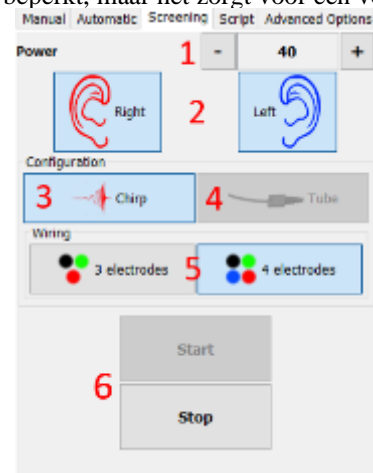 beperkt, maar het zorgt voor een v
Manual Automatic Screening Script Advanced Options
Power 1 - 40 +
Right 2 Left
Configuration
3 Chirp 4 Tube
Wiring
3 electrodes 5 4 electrodes
Start
6
Stop